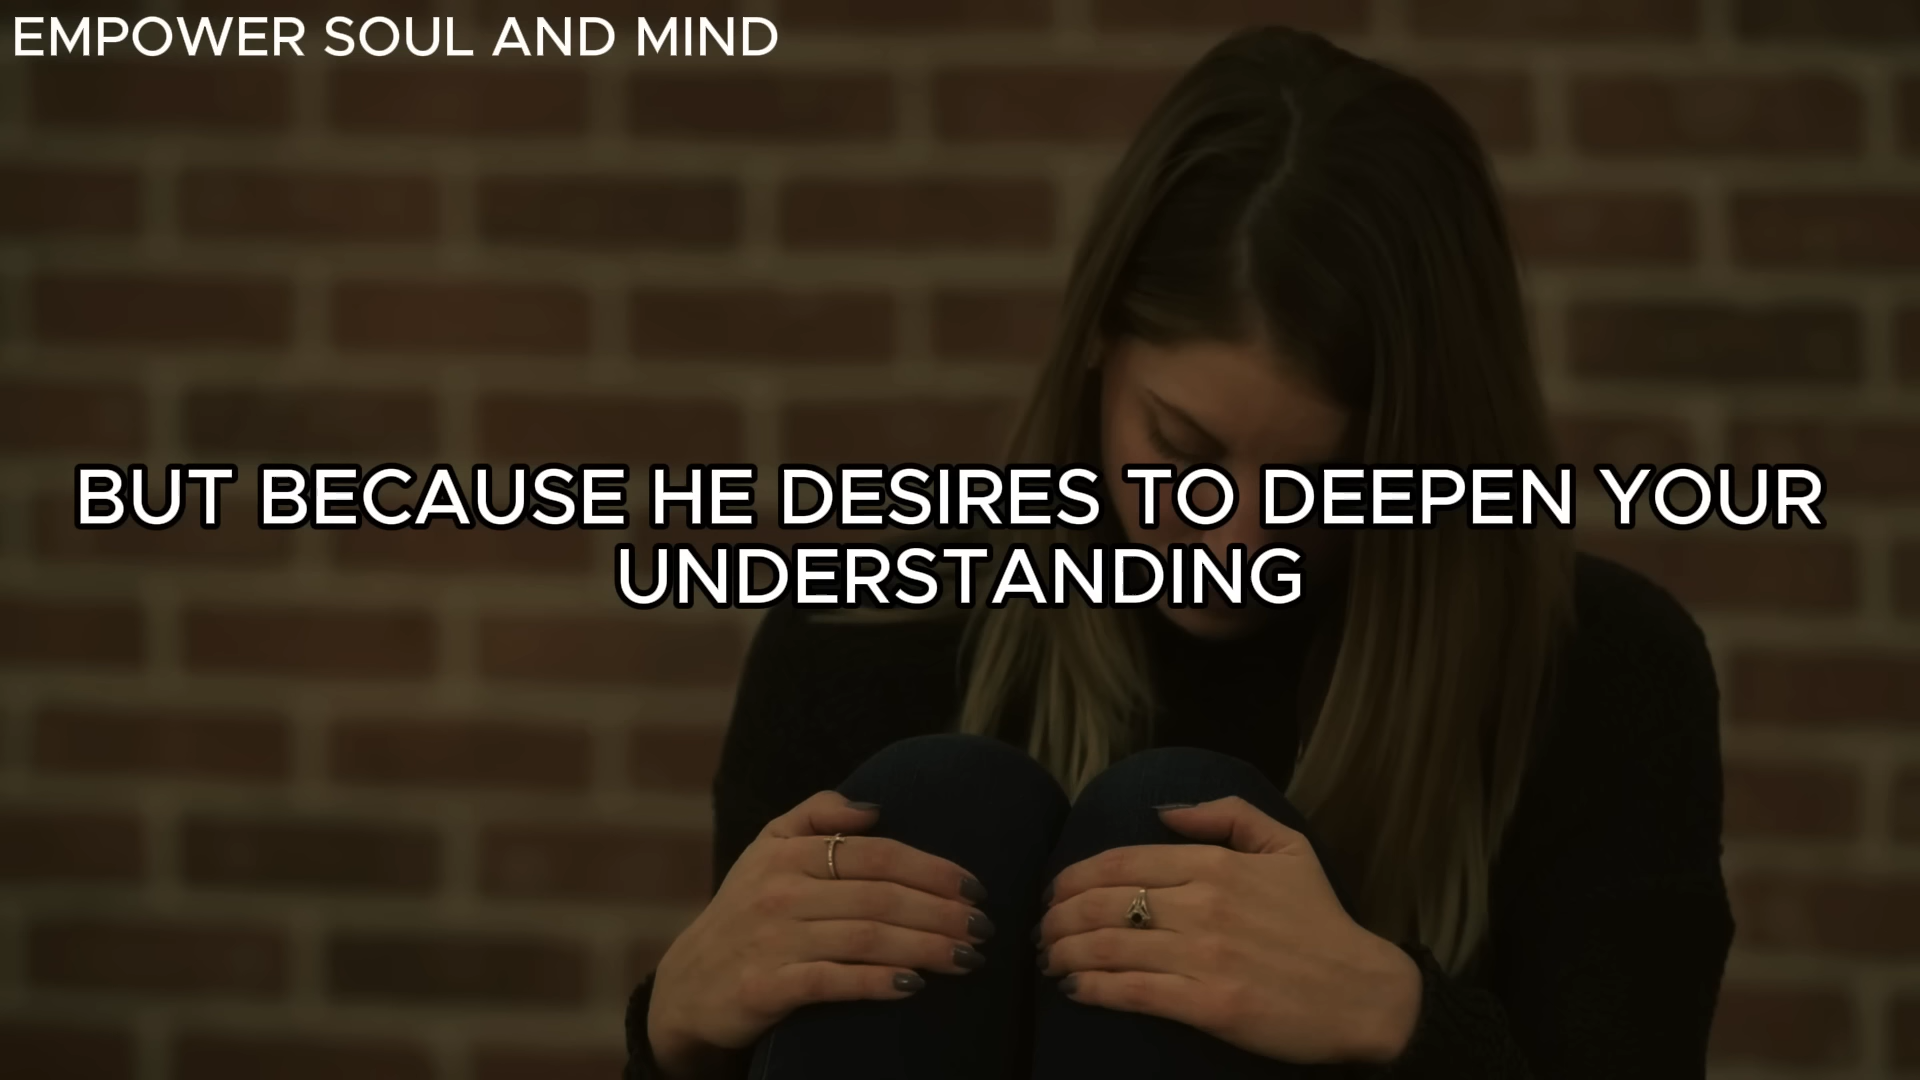 EMPOWER SOUL AND MIND
BUT BECAUSE HE DESIRES TO DEEPEN YOUR
UNDERSTANDING